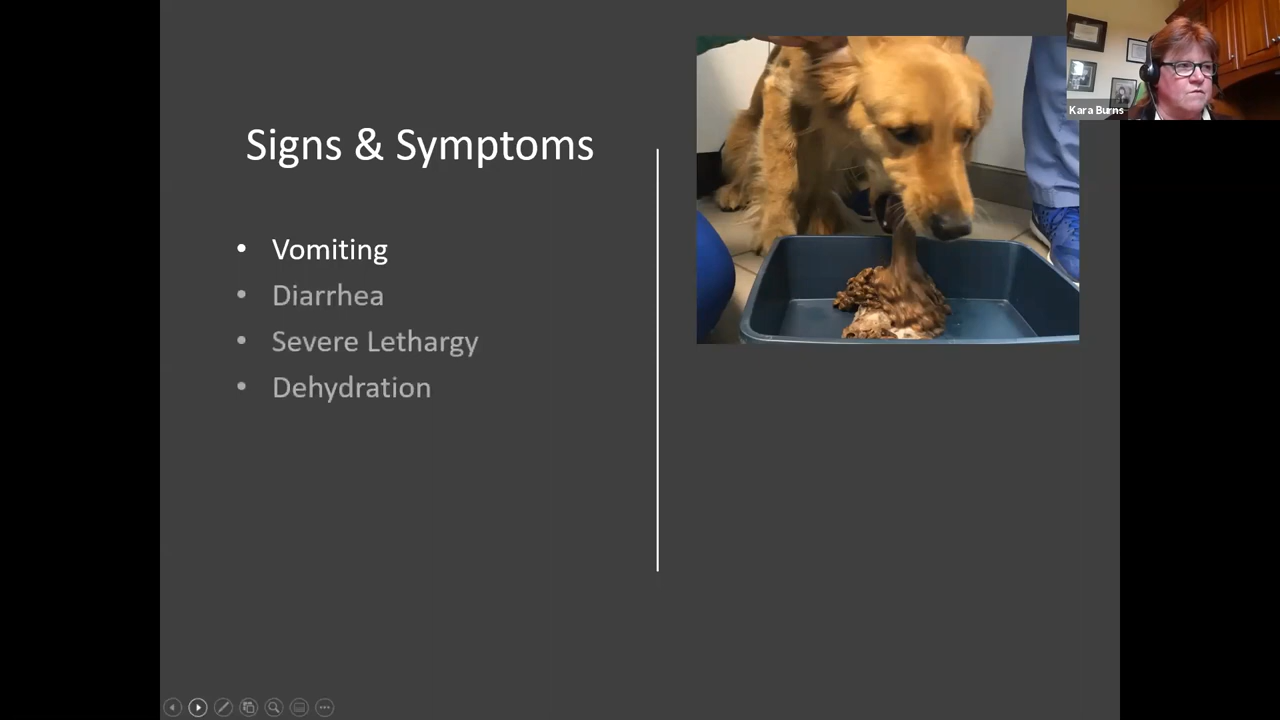 Signs & Symptoms
• Vomiting
• Diarrhea
• Severe Lethargy
• Dehydration
Kara Burns